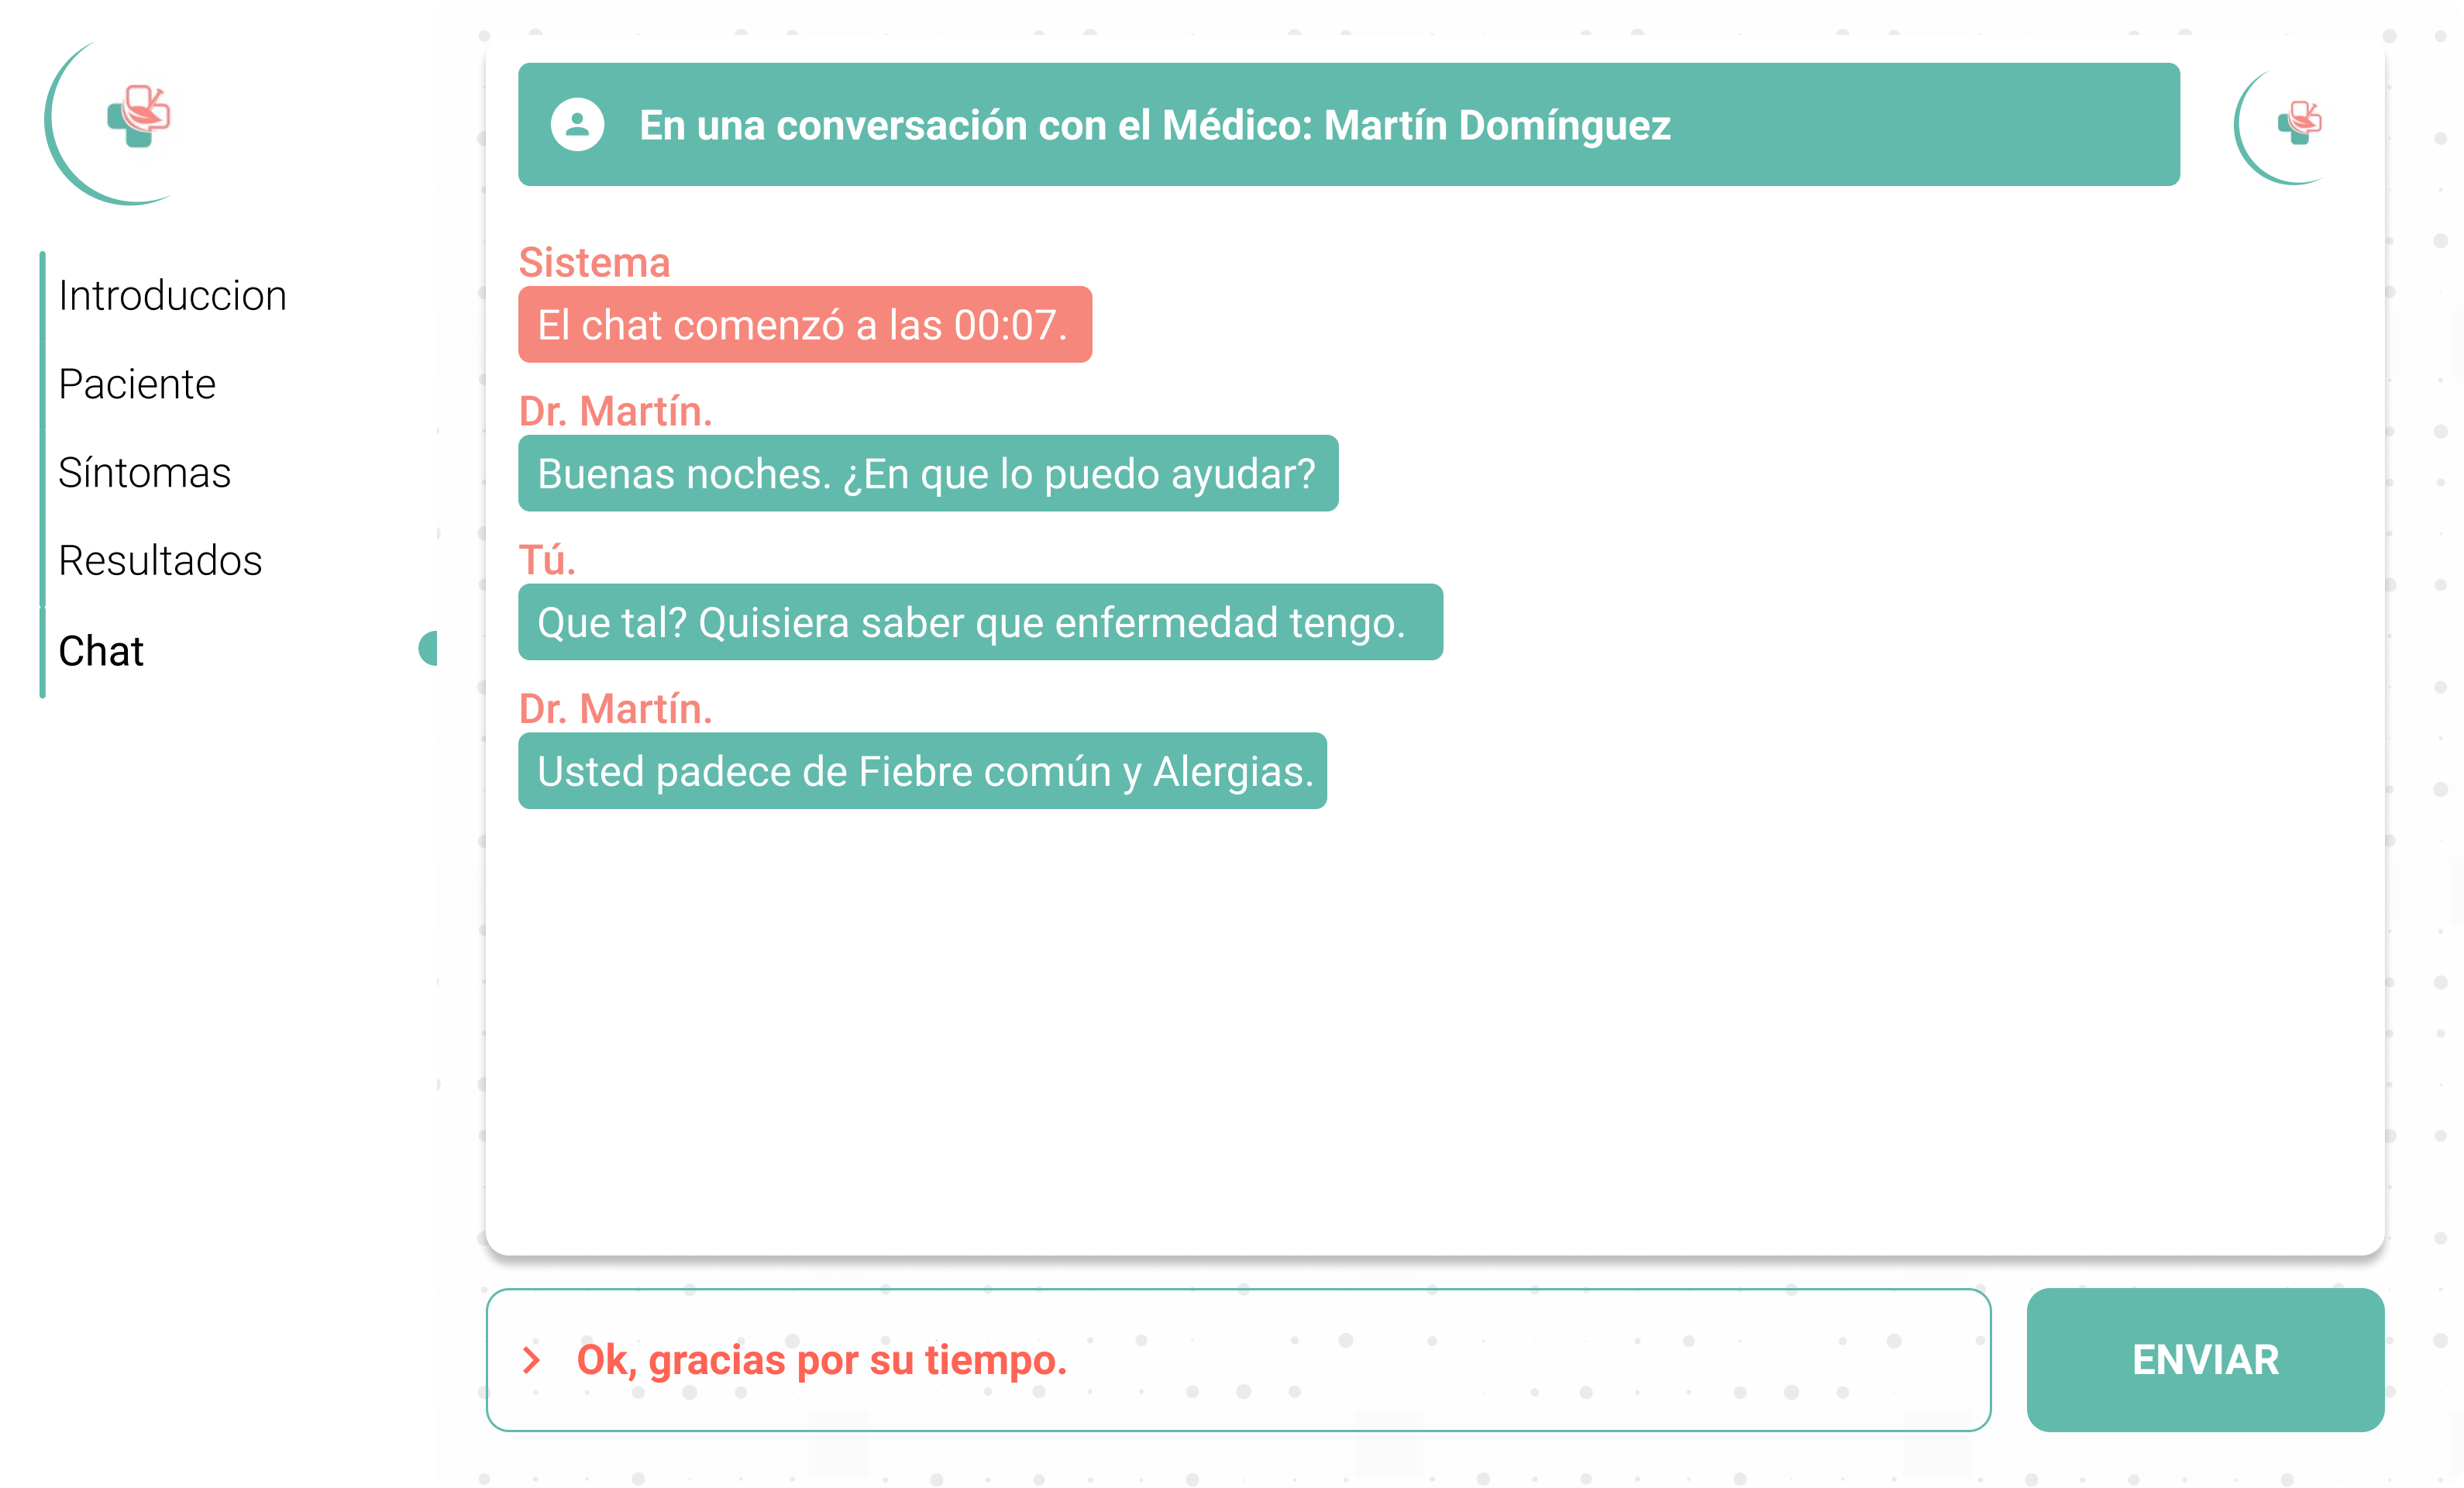 Introduccion
Paciente
Síntomas
Resultados
Chat
En una conversación con el Médico: Martín Domínguez
Sistema
El chat comenzó a las 00:07.
Dr. Martín.
Buenas noches. ¿En que lo puedo ayudar?
Tú.
Que tal? Quisiera saber que enfermedad tengo.
Dr. Martín.
Usted padece de Fiebre común y Alergias.
Ok, gracias por su tiempo.
ENVIAR